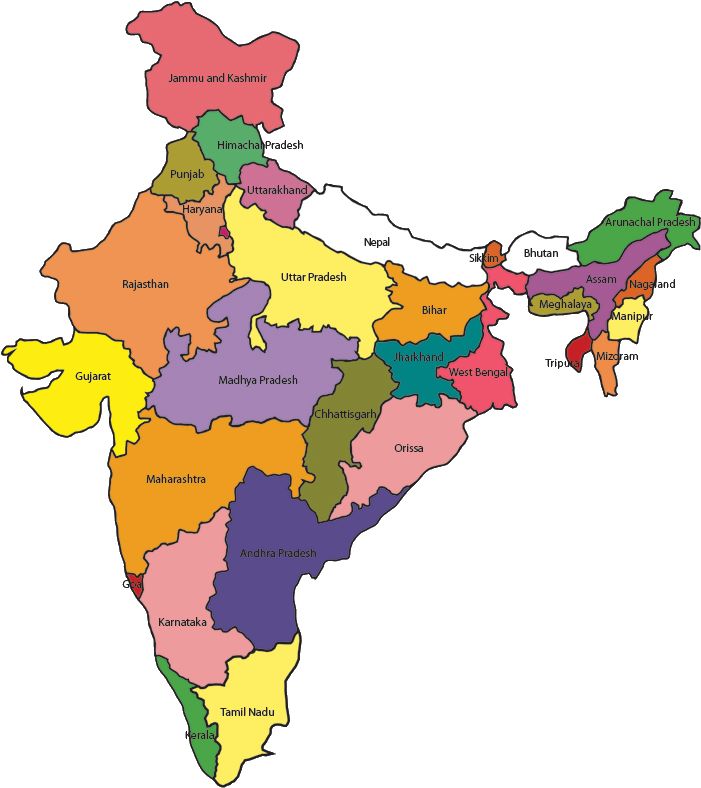 Jammu and Kashmir
Himachal Pradesh
Punjab
Uttarakhand
Haryana
Arunachal Pradesh
Nepal
Bhutan
Sikkim
Uttar Pradesh
Assam
Rajasthan
Nagaland
Meghalaya
Bihar
Manipur
Jharkhand
Mizoram
Tripura
West Bengal
Gujarat
Madhya Pradesh
Chhattisgarh
Orissa
Maharashtra
Andhra Pradesh
Goa
Karnataka
Tamil Nadu
Kerala